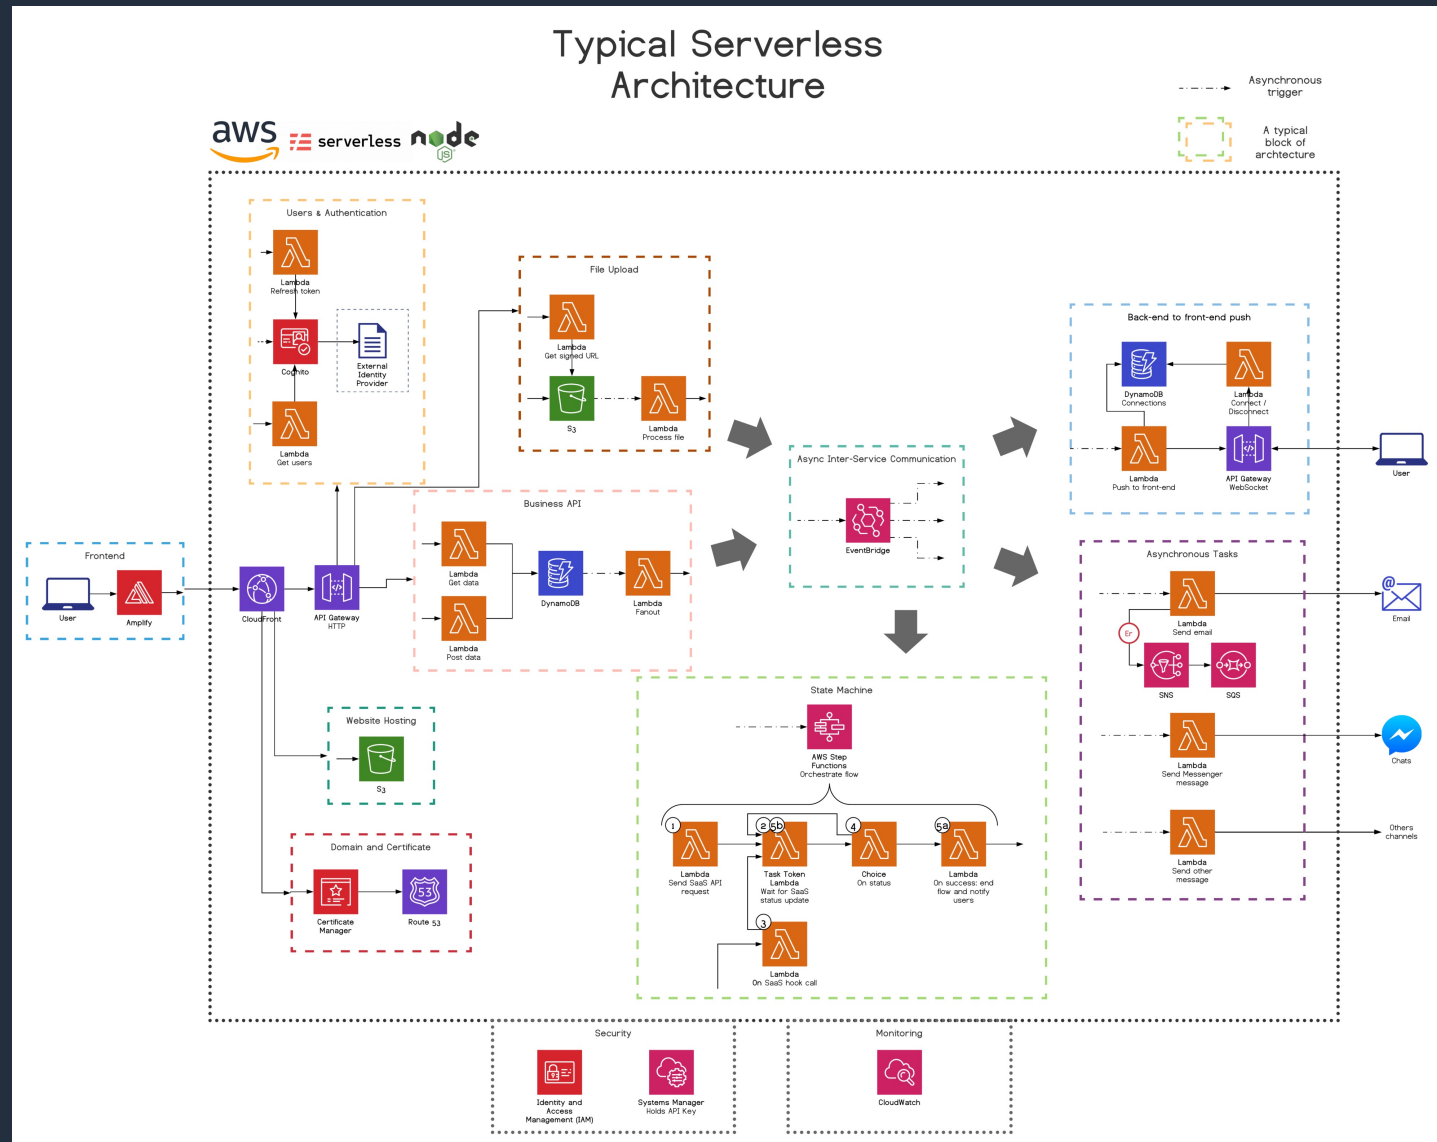 Typical Serverless
Architecture
Asynchronous
trigger
A typical
block of
archtecture
aws
serverless
node
JS
Users & Authentication
Lambda
Refresh token
Cognito
External
Identity
Provider
Lambda
Get users
File Upload
Lambda
Get signed URL
S3
Lambda
Process file
Business API
Lambda
Get data
Lambda
Post data
DynamoDB
Lambda
Fanout
Frontend
User
Amplify
CloudFront
API Gateway
HTTP
Website Hosting
S3
Domain and Certificate
Certificate
Manager
53
Route 53
Async Inter-Service Communication
EventBridge
Back-end to front-end push
DynamoDB
Connections
Lambda
Connect /
Disconnect
Lambda
Push to front-end
API Gateway
WebSocket
User
Asynchronous Tasks
Lambda
Send email
Er
SNS
SQS
Lambda
Send Messenger
message
Lambda
Send other
message
@
Email
Chats
Others
channels
State Machine
AWS Step
Functions
Orchestrate flow
1
Lambda
Send SaaS API
request
2
5b
Task Token
Lambda
Wait for SaaS
status update
4
Choice
On status
5a
Lambda
On success: end
flow and notify
users
3
Lambda
On SaaS hook call
Security
Identity and
Access
Management (IAM)
Systems Manager
Holds API Key
Monitoring
CloudWatch